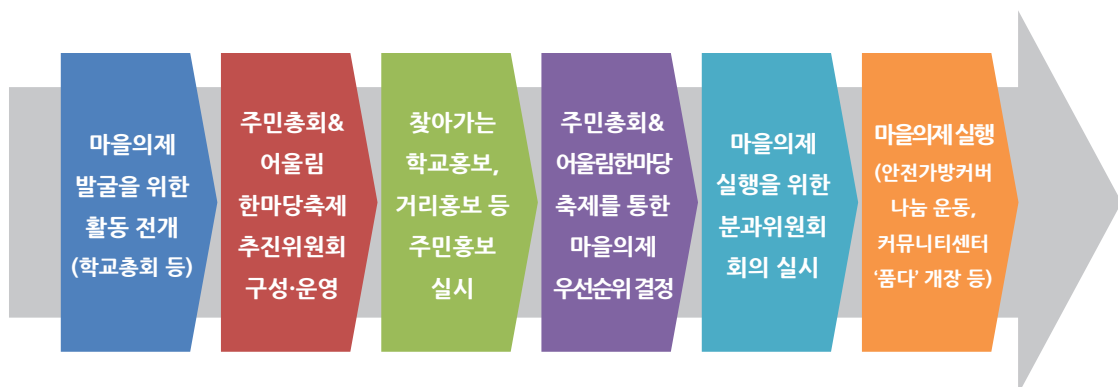 마을의제
발굴을 위한
활동 전개
(학교총회 등)
주민총회&
어울림
한마당축제
추진위원회
구성·운영
찾아가는
학교홍보,
거리홍보 등
주민홍보
실시
주민총회&
어울림한마당
축제를 통한
마을의제
우선순위 결정
마을의제
실행을 위한
분과위원회
회의 실시
마을의제 실행
(안전가방커버
나눔 운동,
커뮤니티센터
‘품다’ 개장 등)